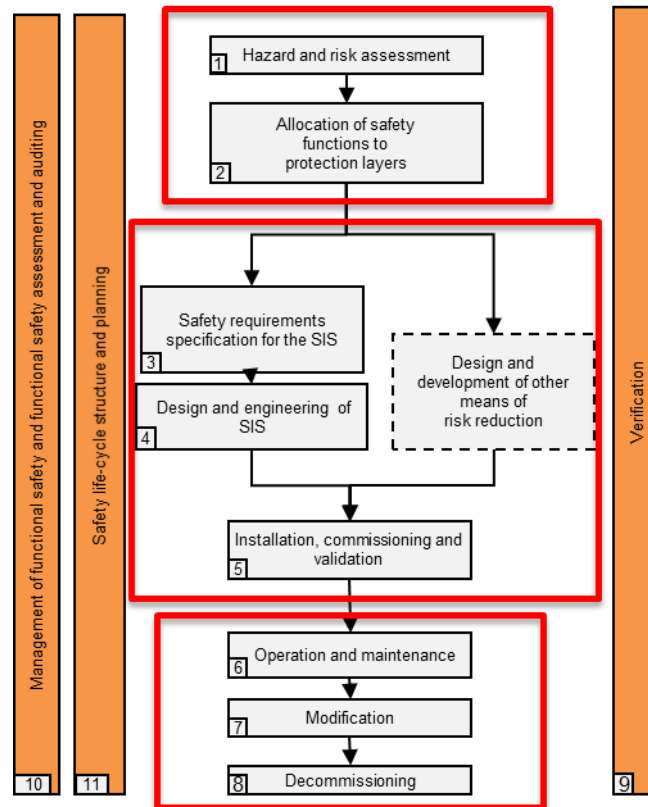 Management of functional safety and functional safety assessment and auditing
10
Safety life-cycle structure and planning
11
Hazard and risk assessment
1
Allocation of safety
functions to
protection layers
2
Safety requirements
specification for the SIS
3
Design and engineering of
SIS
4
Design and
development of other
means of
risk reduction
Installation, commissioning and
validation
5
Operation and maintenance
6
Modification
7
Decommissioning
8
Verification
9